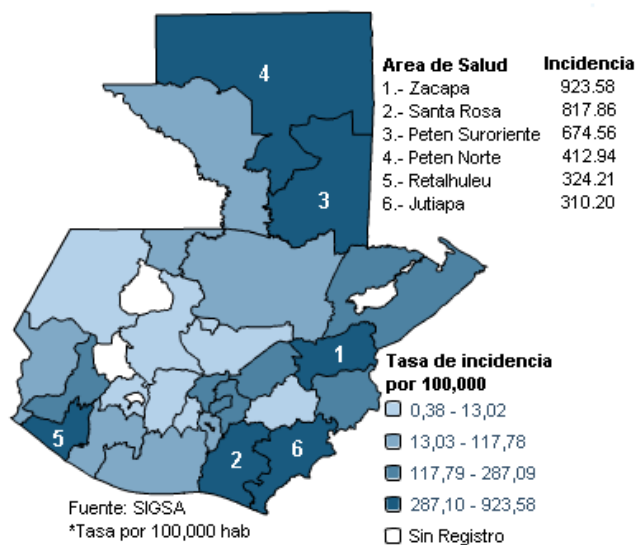 Area de Salud Incidencia
1.- Zacapa 923.58
2.- Santa Rosa 817.86
3.- Peten Suroriente 674.56
4.- Peten Norte 412.94
5.- Retalhuleu 324.21
6.- Jutiapa 310.20
4
3
1
5
2
6
Tasa de incidencia
por 100,000
0,38 - 13,02
13,03 - 117,78
117,79 - 287,09
287,10 - 923,58
Sin Registro
Fuente: SIGSA
*Tasa por 100,000 hab